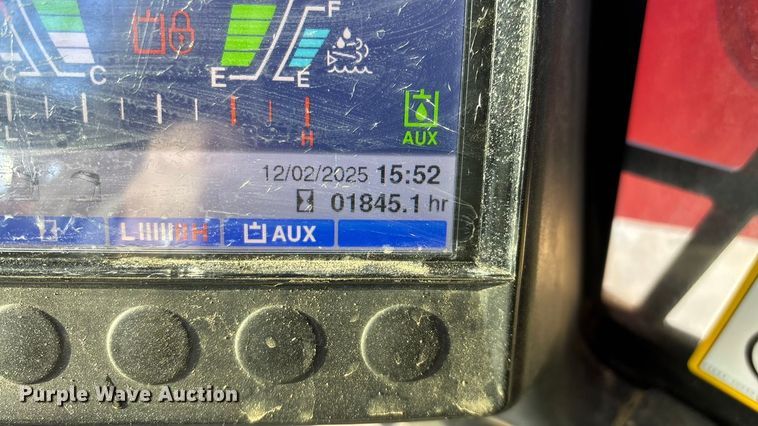 F
C C E E
L H
AUX
12/02/2025 15:52
01845.1 hr
L H AUX
Purple Wave Auction